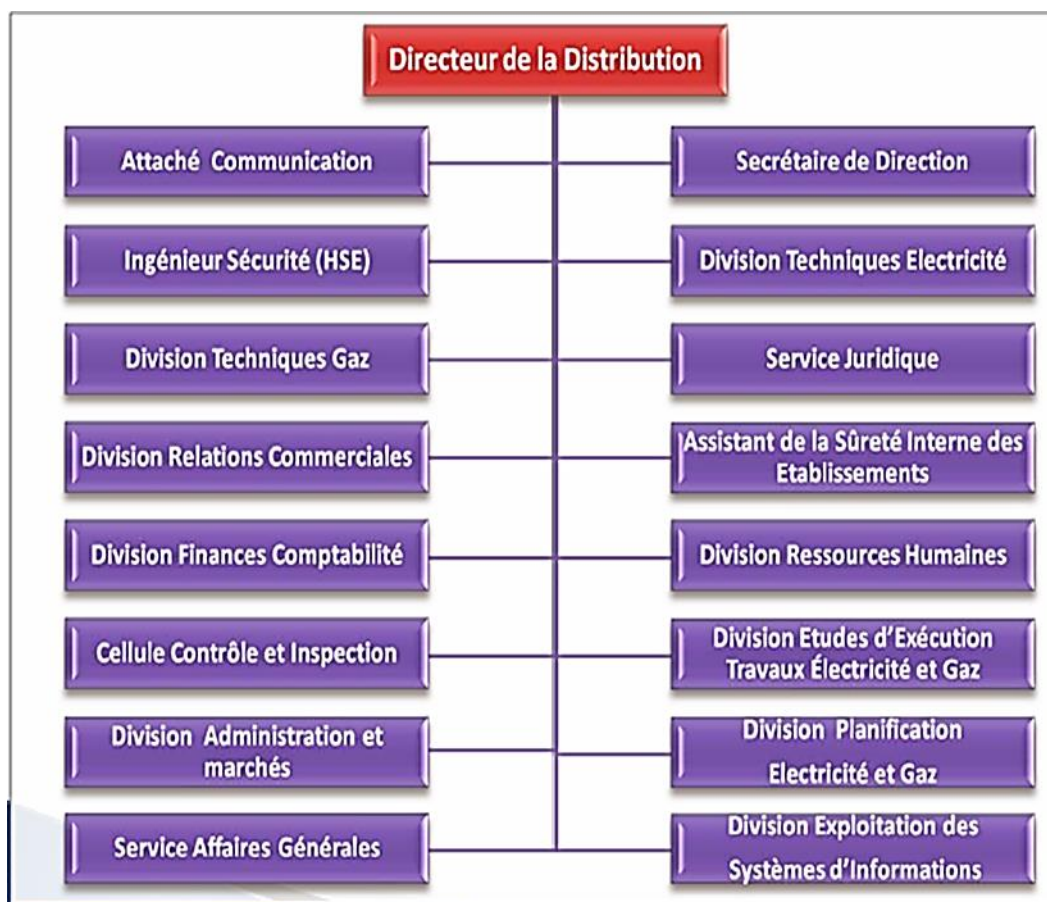 Directeur de la Distribution
Attaché Communication
Secrétaire de Direction
Ingénieur Sécurité (HSE)
Division Techniques Electricité
Division Techniques Gaz
Service Juridique
Division Relations Commerciales
Assistant de la Sûreté Interne des
Etablissements
Division Finances Comptabilité
Division Ressources Humaines
Cellule Contrôle et Inspection
Division Etudes d'Exécution
Travaux Électricité et Gaz
Division Administration et
marchés
Division Planification
Electricité et Gaz
Service Affaires Générales
Division Exploitation des
Systèmes d'Informations